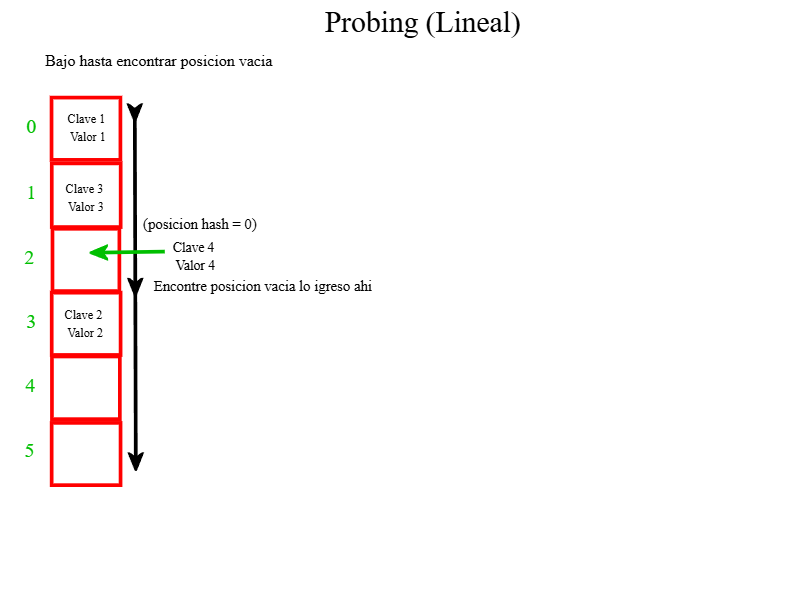 Probing (Lineal)
Bajo hasta encontrar posicion vacia
0
Clave 1
Valor 1
1
Clave 3
Valor 3
(posicion hash = 0)
2
Clave 4
Valor 4
Encontre posicion vacia lo igreso ahi
3
Clave 2
Valor 2
4
5